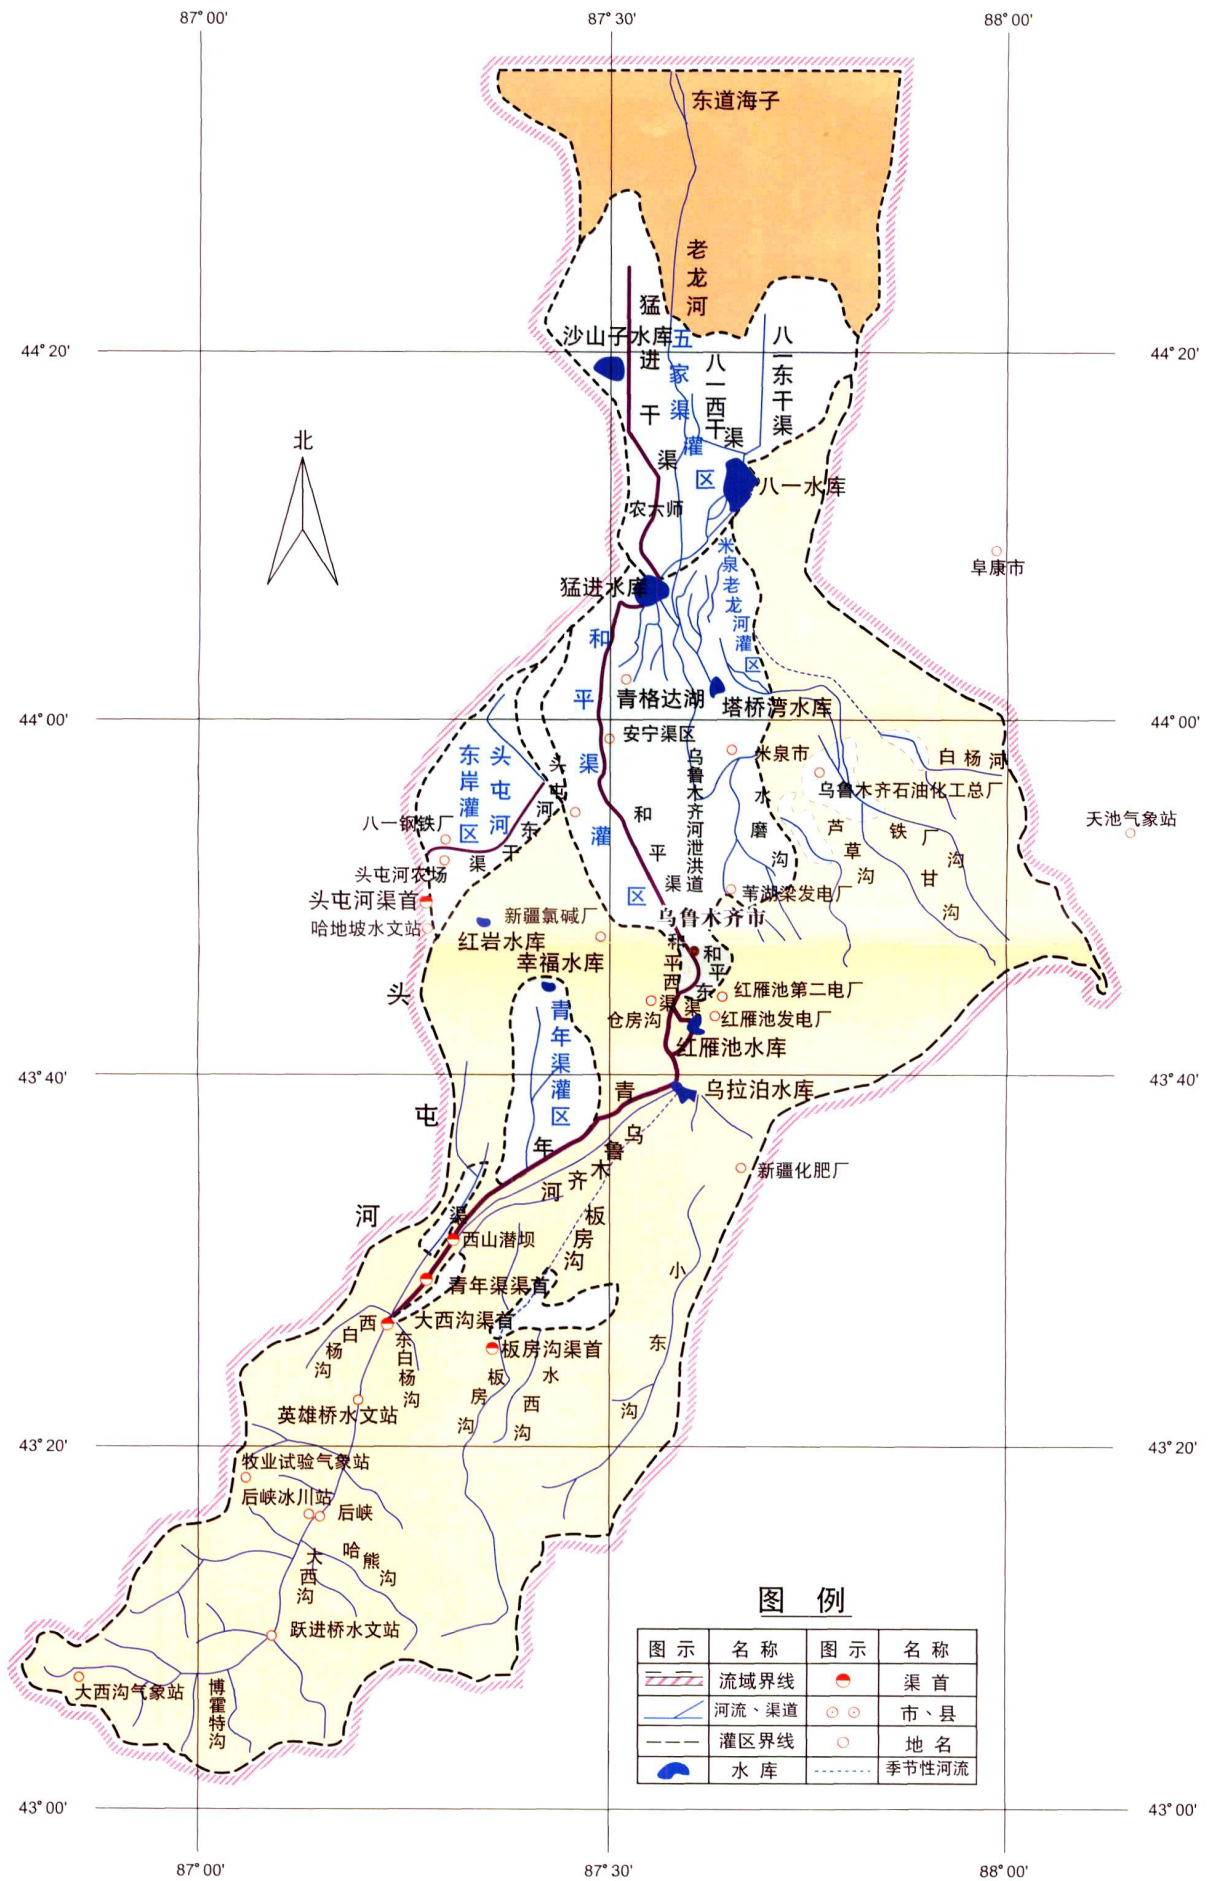 87°00′
87°30′
88°00′
东道海子
老龙河
猛进干渠
沙山子水库
44°20′
44°20′
五家渠灌区
八一西干渠
八一东干渠
北
八一水库
农六师
米泉老龙河灌区
阜康市
猛进水库
和平渠灌区
青格达湖
塔桥湾水库
44°00′
44°00′
安宁渠区
米泉市
白杨河
乌鲁木齐河泄洪道
乌鲁木齐石油化工总厂
东岸灌区
头屯河
头屯河东干渠
水磨沟
芦草沟
铁厂沟
甘沟
天池气象站
八一钢铁厂
和平渠
头屯河农场
苇湖梁发电厂
头屯河渠首
新疆氯碱厂
乌鲁木齐市
哈地坡水文站
红岩水库
幸福水库
和平西渠
和平东渠
头屯河
红雁池第二电厂
仓房沟
红雁池发电厂
青年渠灌区
红雁池水库
43°40′
43°40′
青年渠
乌拉泊水库
乌鲁木齐河
新疆化肥厂
板房沟
西山潜坝
青年渠渠首
小东沟
大西沟渠首
西白杨沟
东白杨沟
板房沟渠首
板房沟
水西沟
英雄桥水文站
43°20′
43°20′
牧业试验气象站
后峡冰川站
后峡
哈熊沟
大西沟
跃进桥水文站
大西沟气象站
博霍特沟
图 例
图示 名称 图示 名称
流域界线 渠首
河流、渠道 市、县
灌区界线 地名
水库 季节性河流
43°00′
43°00′
87°00′
87°30′
88°00′